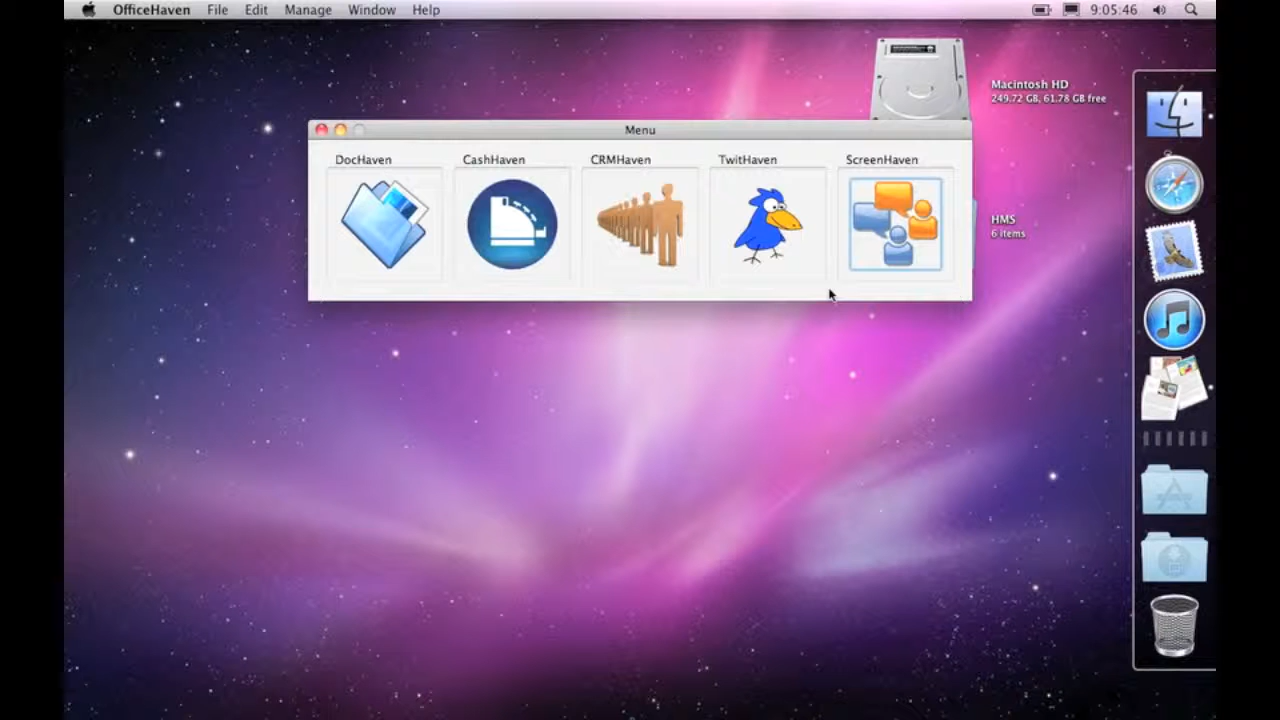 OfficeHaven File Edit Manage Window Help 9:05:46
Macintosh HD
249.72 GB, 61.78 GB free
Menu
DocHaven CashHaven CRMHaven TwitHaven ScreenHaven
HMS
6 items